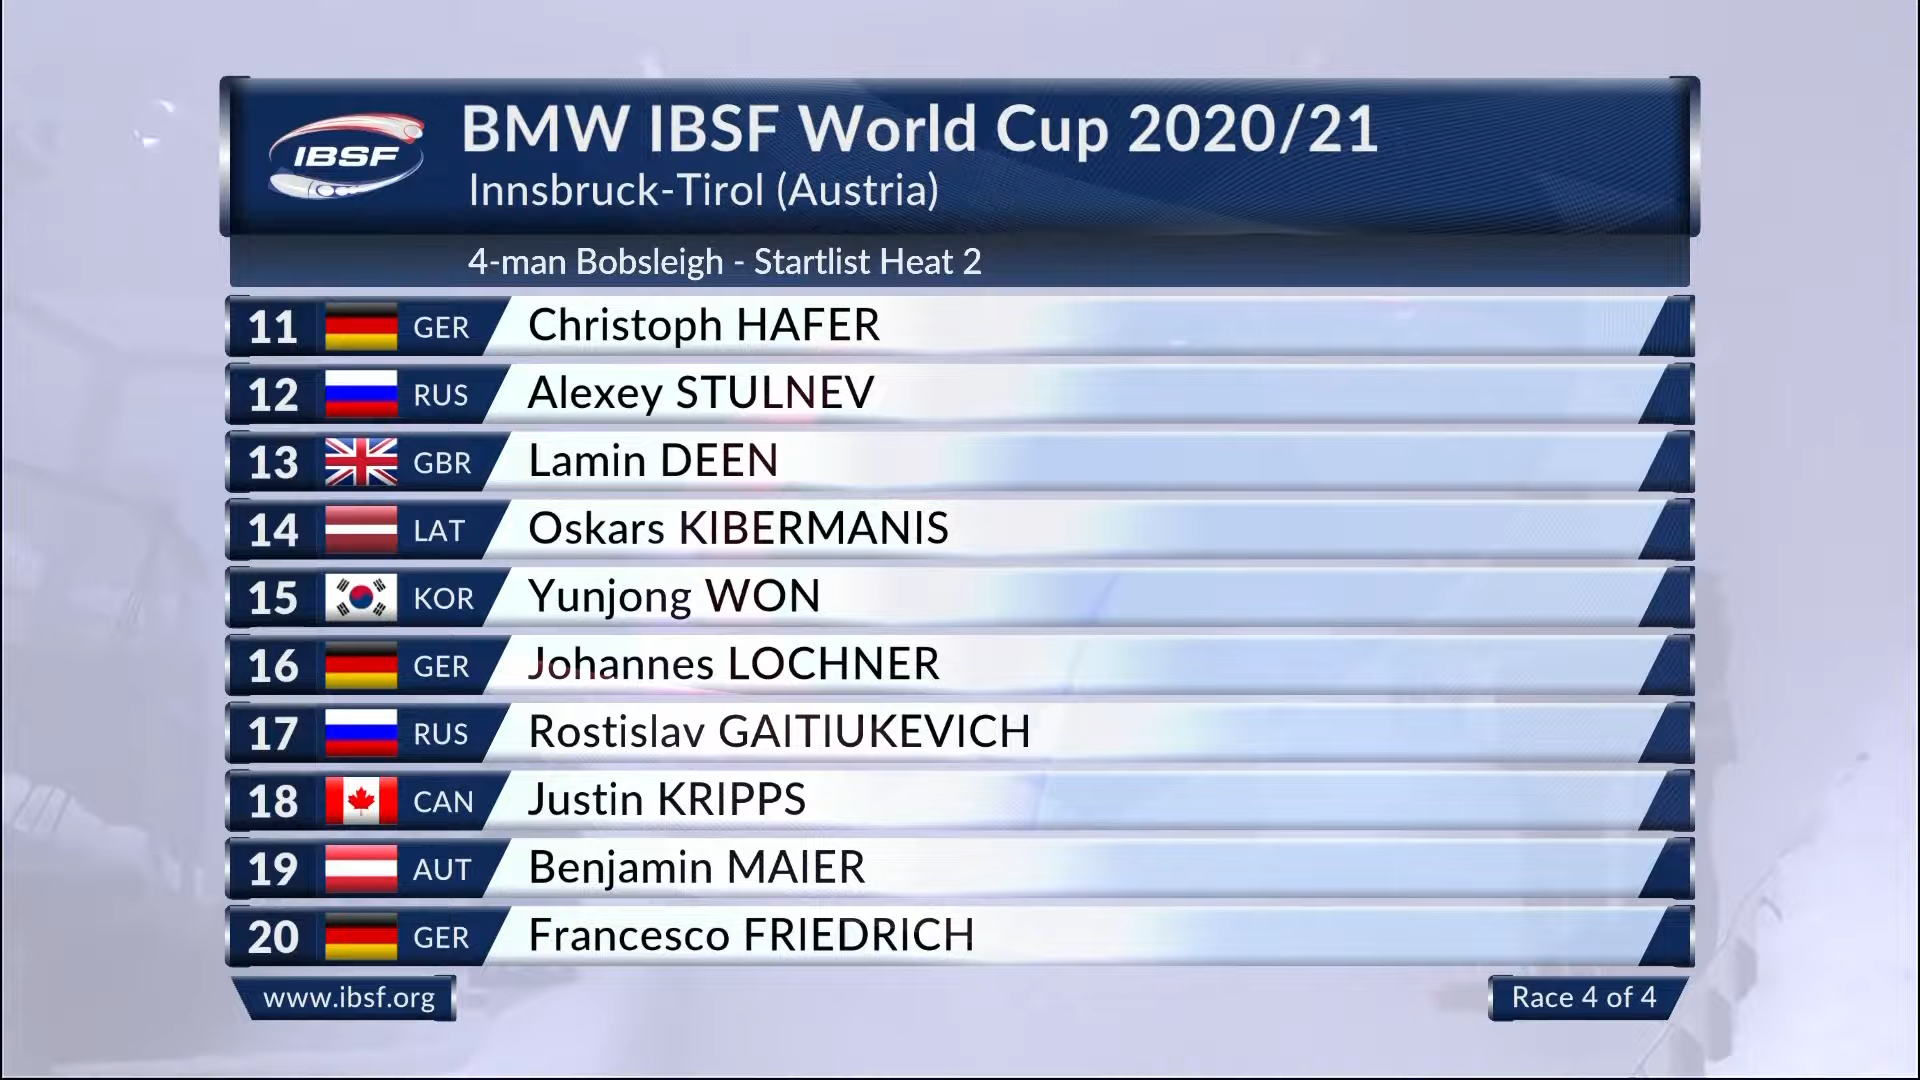 IBSF
BMW IBSF World Cup 2020/21
Innsbruck-Tirol (Austria)
4-man Bobsleigh - Startlist Heat 2
11 GER Christoph HAFER
12 RUS Alexey STULNEV
13 GBR Lamin DEEN
14 LAT Oskars KIBERMANIS
15 KOR Yunjong WON
16 GER Johannes LOCHNER
17 RUS Rostislav GAITIUKEVICH
18 CAN Justin KRIPPS
19 AUT Benjamin MAIER
20 GER Francesco FRIEDRICH
www.ibsf.org
Race 4 of 4